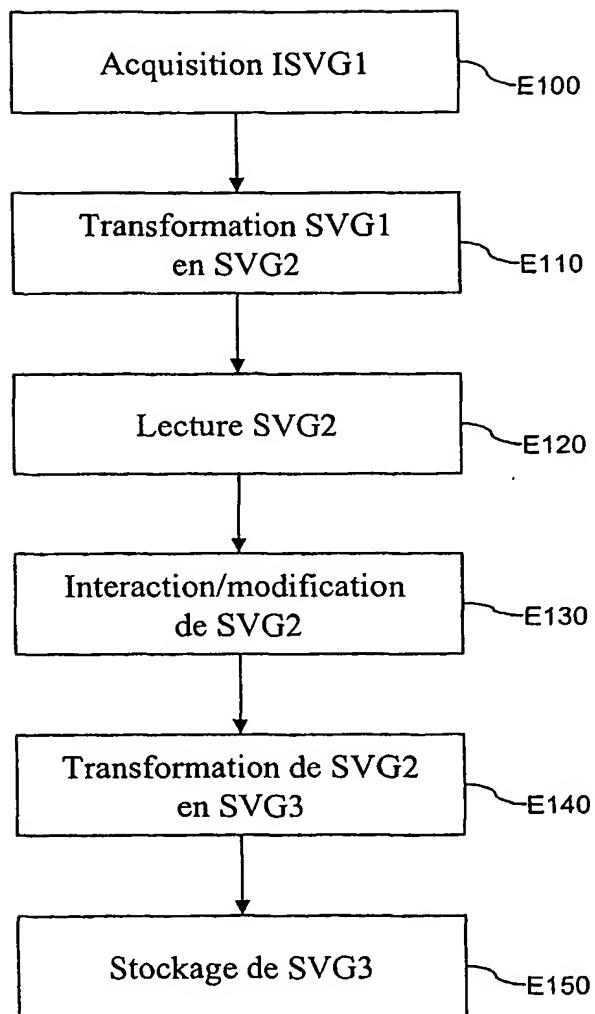 Acquisition ISVG1
E100
Transformation SVG1
en SVG2
E110
Lecture SVG2
E120
Interaction/modification
de SVG2
E130
Transformation de SVG2
en SVG3
E140
Stockage de SVG3
E150